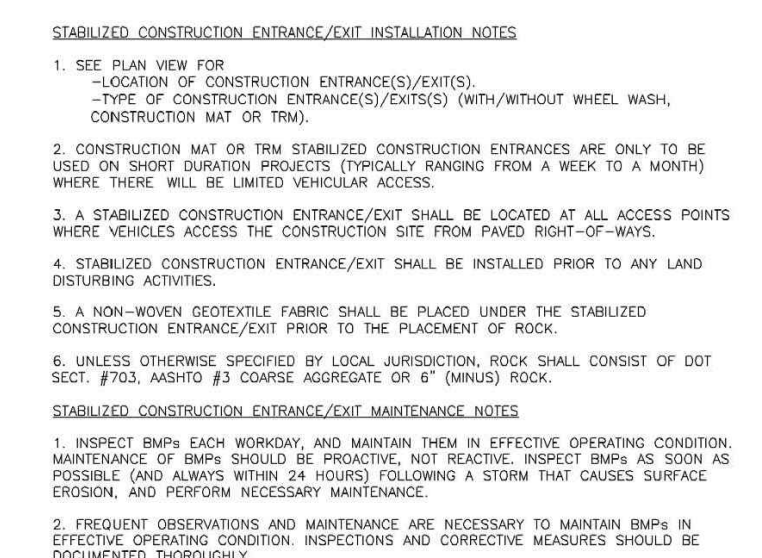 STABILIZED CONSTRUCTION ENTRANCE/EXIT INSTALLATION NOTES
1. SEE PLAN VIEW FOR
-LOCATION OF CONSTRUCTION ENTRANCE(S)/EXIT(S).
-TYPE OF CONSTRUCTION ENTRANCE(S)/EXITS(S) (WITH/WITHOUT WHEEL WASH,
CONSTRUCTION MAT OR TRM).
2. CONSTRUCTION MAT OR TRM STABILIZED CONSTRUCTION ENTRANCES ARE ONLY TO BE
USED ON SHORT DURATION PROJECTS (TYPICALLY RANGING FROM A WEEK TO A MONTH)
WHERE THERE WILL BE LIMITED VEHICULAR ACCESS.
3. A STABILIZED CONSTRUCTION ENTRANCE/EXIT SHALL BE LOCATED AT ALL ACCESS POINTS
WHERE VEHICLES ACCESS THE CONSTRUCTION SITE FROM PAVED RIGHT-OF-WAYS.
4. STABILIZED CONSTRUCTION ENTRANCE/EXIT SHALL BE INSTALLED PRIOR TO ANY LAND
DISTURBING ACTIVITIES.
5. A NON-WOVEN GEOTEXTILE FABRIC SHALL BE PLACED UNDER THE STABILIZED
CONSTRUCTION ENTRANCE/EXIT PRIOR TO THE PLACEMENT OF ROCK.
6. UNLESS OTHERWISE SPECIFIED BY LOCAL JURISDICTION, ROCK SHALL CONSIST OF DOT
SECT. #703, AASHTO #3 COARSE AGGREGATE OR 6" (MINUS) ROCK.
STABILIZED CONSTRUCTION ENTRANCE/EXIT MAINTENANCE NOTES
1. INSPECT BMPs EACH WORKDAY, AND MAINTAIN THEM IN EFFECTIVE OPERATING CONDITION.
MAINTENANCE OF BMPs SHOULD BE PROACTIVE, NOT REACTIVE. INSPECT BMPs AS SOON AS
POSSIBLE (AND ALWAYS WITHIN 24 HOURS) FOLLOWING A STORM THAT CAUSES SURFACE
EROSION, AND PERFORM NECESSARY MAINTENANCE.
2. FREQUENT OBSERVATIONS AND MAINTENANCE ARE NECESSARY TO MAINTAIN BMPs IN
EFFECTIVE OPERATING CONDITION. INSPECTIONS AND CORRECTIVE MEASURES SHOULD BE
DOCUMENTED THOROUGHLY